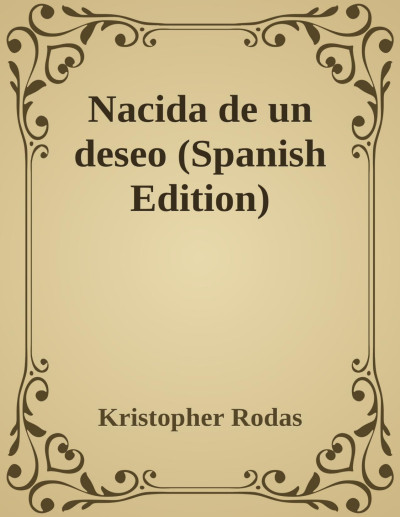 Nacida de un
deseo (Spanish
Edition)
Kristopher Rodas